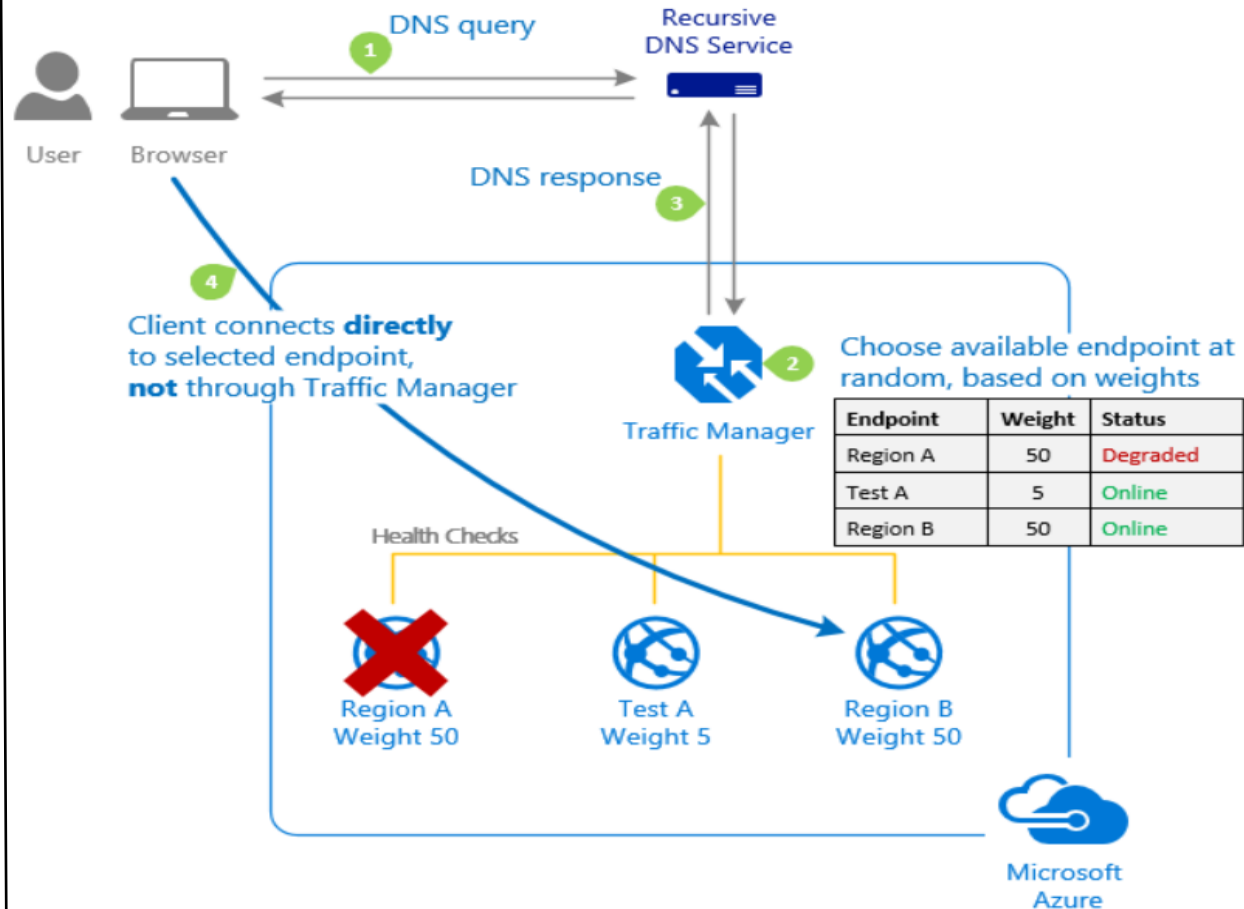 DNS query
Recursive
DNS Service
1
User
Browser
DNS response
3
4
Client connects directly
to selected endpoint,
not through Traffic Manager
2
Choose available endpoint at
random, based on weights
Traffic Manager
Endpoint Weight Status
Region A 50 Degraded
Test A 5 Online
Region B 50 Online
Health Checks
Region A
Weight 50
Test A
Weight 5
Region B
Weight 50
Microsoft
Azure